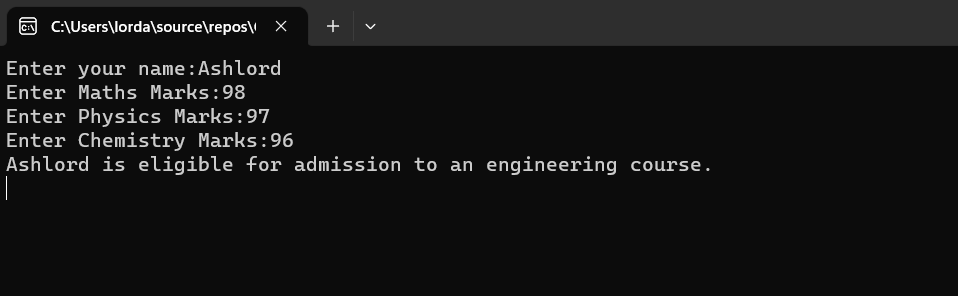 C:\Users\lorda\source\repos\
Enter your name:Ashlord
Enter Maths Marks:98
Enter Physics Marks:97
Enter Chemistry Marks:96
Ashlord is eligible for admission to an engineering course.